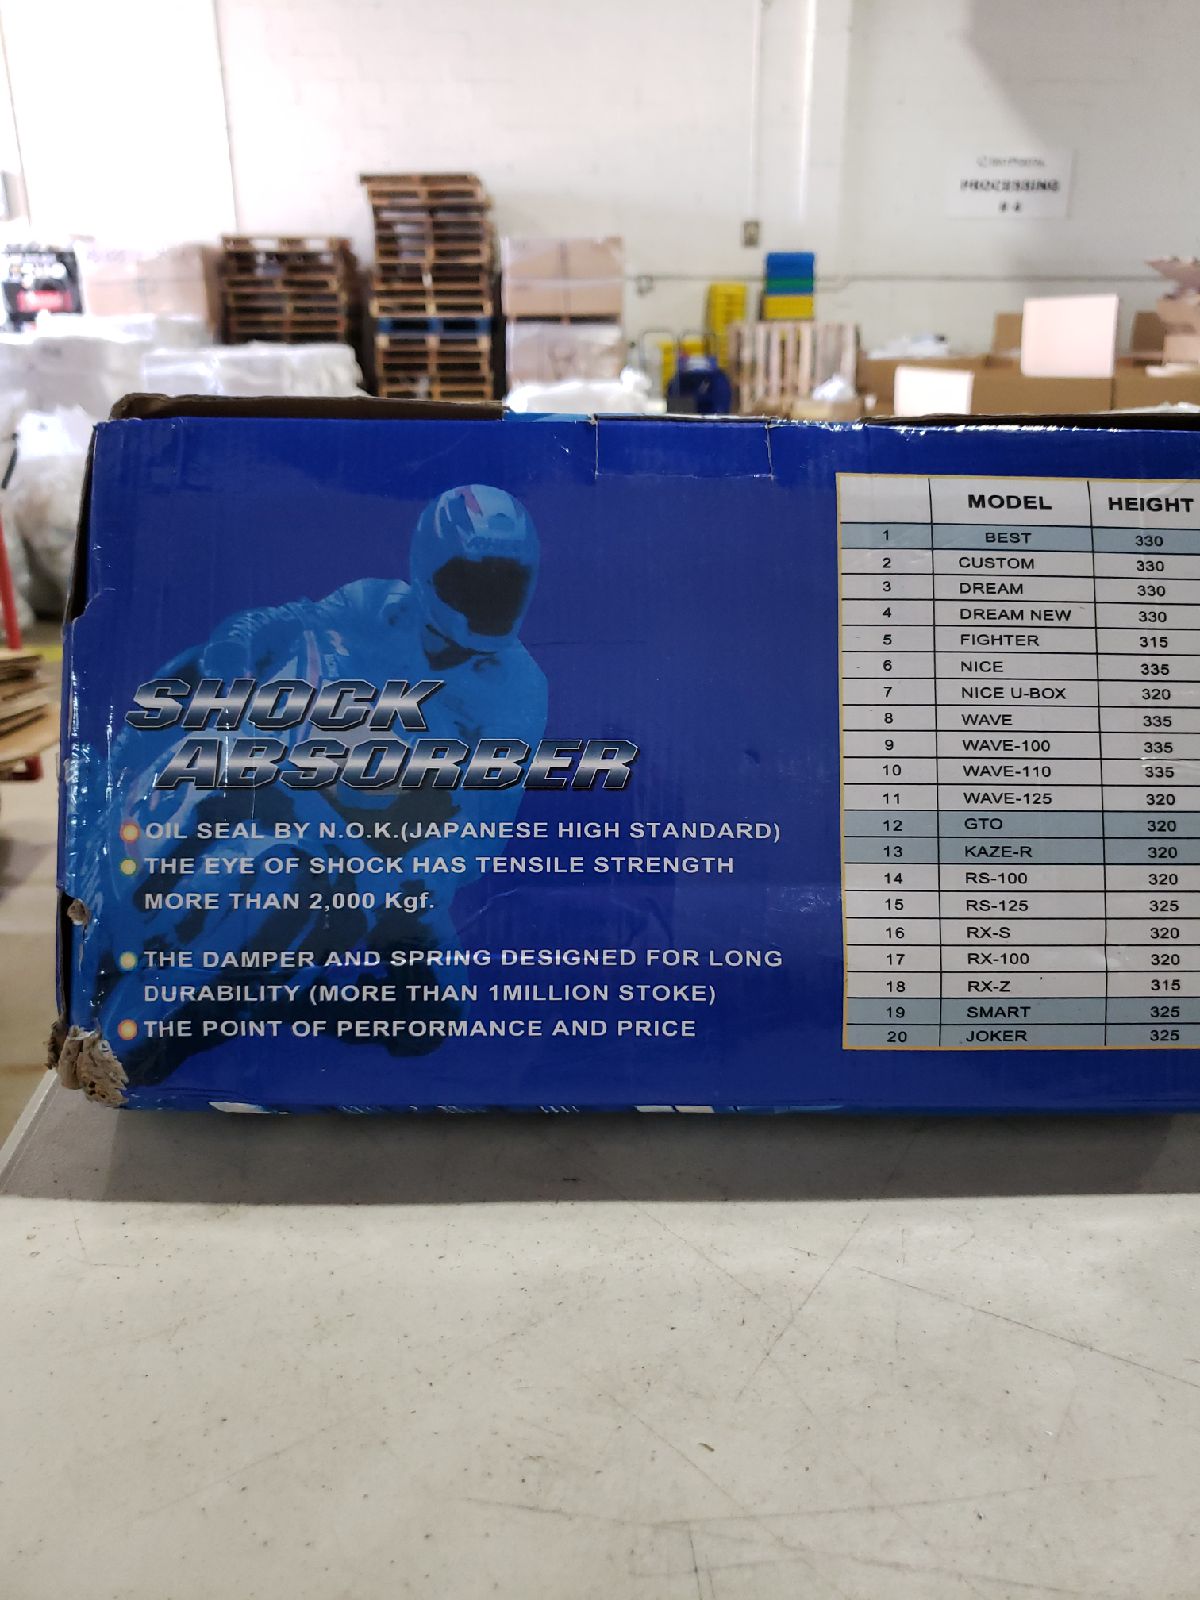 PROCESSING
SHOCK
ABSORBER
OIL SEAL BY N.O.K.(JAPANESE HIGH STANDARD)
THE EYE OF SHOCK HAS TENSILE STRENGTH
MORE THAN 2,000 Kgf.
THE DAMPER AND SPRING DESIGNED FOR LONG
DURABILITY (MORE THAN 1MILLION STOKE)
THE POINT OF PERFORMANCE AND PRICE
MODEL HEIGHT
1 BEST 330
2 CUSTOM 330
3 DREAM 330
4 DREAM NEW 330
5 FIGHTER 315
6 NICE 335
7 NICE U-BOX 320
8 WAVE 335
9 WAVE-100 335
10 WAVE-110 335
11 WAVE-125 320
12 GTO 320
13 KAZE-R 320
14 RS-100 320
15 RS-125 325
16 RX-S 320
17 RX-100 320
18 RX-Z 315
19 SMART 325
20 JOKER 325